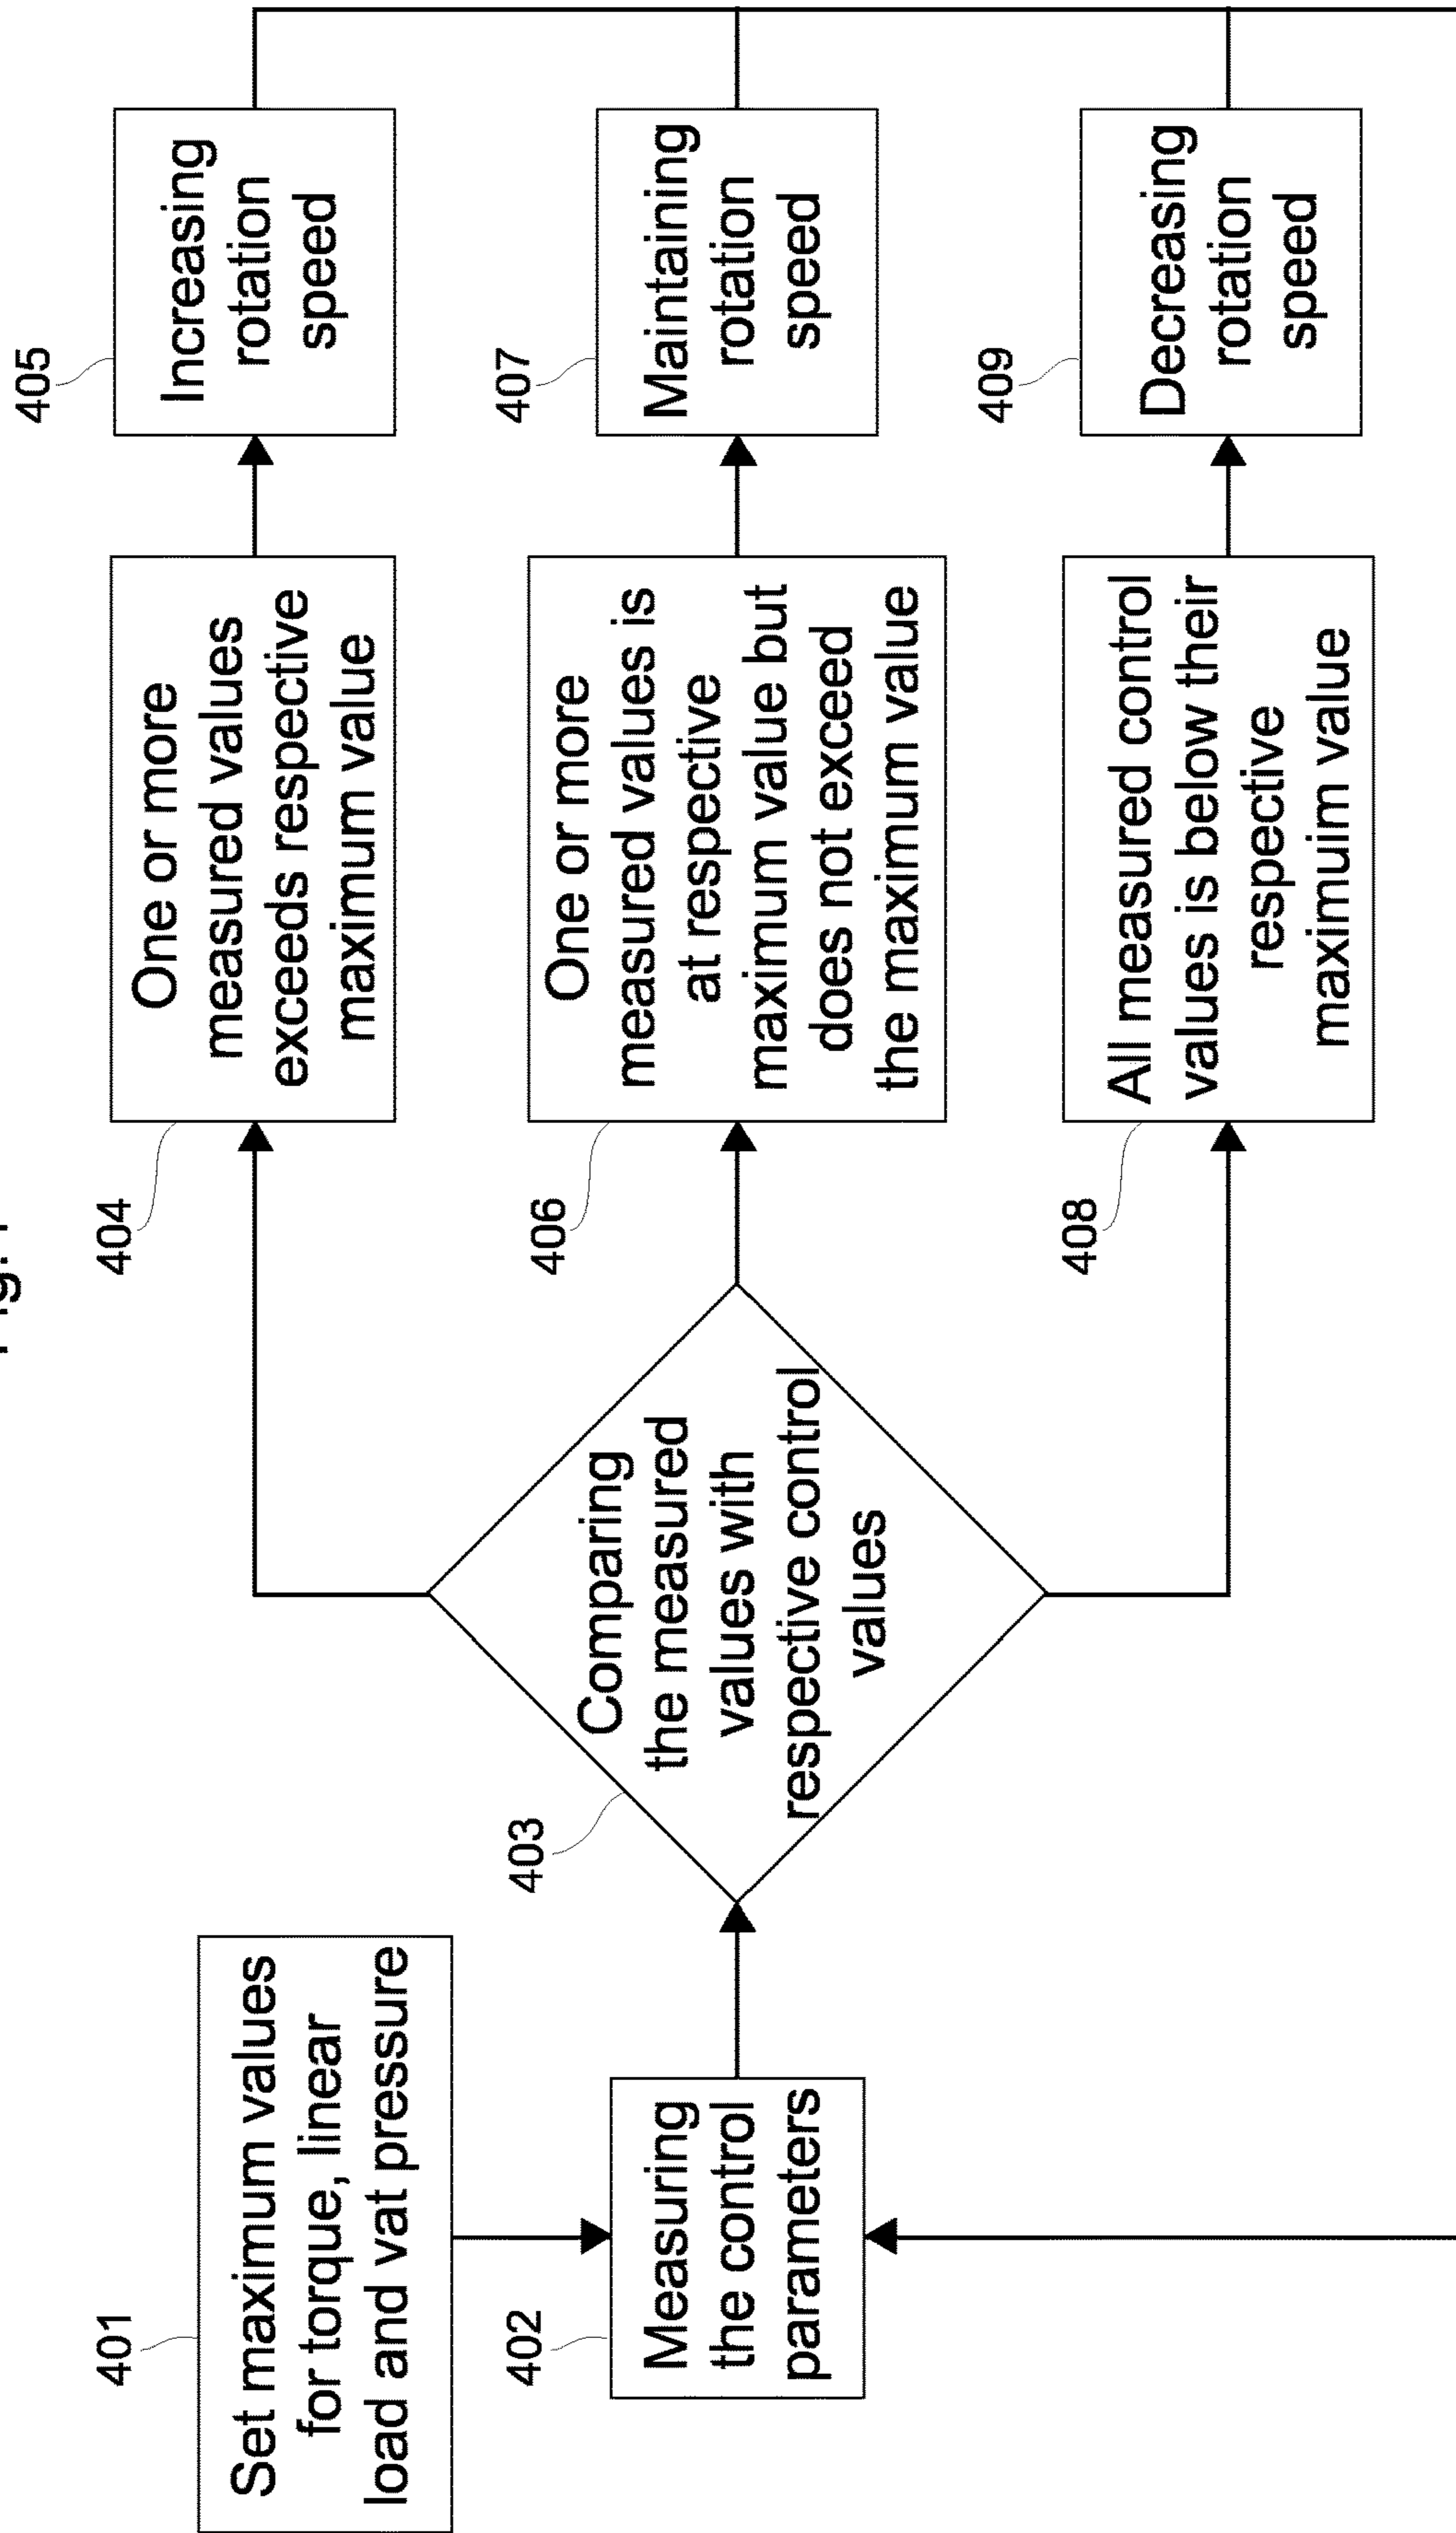 401
Set maximum values
for torque, linear
load and vat pressure
402
Measuring
the control
parameters
403
Comparing
the measured
values with
respective control
values
404
One or more
measured values
exceeds respective
maximum value
405
Increasing
rotation
speed
406
One or more
measured values is
at respective
maximum value but
does not exceed
the maximum value
407
Maintaining
rotation
speed
408
All measured control
values is below their
respective
maximuim value
409
Decreasing
rotation
speed